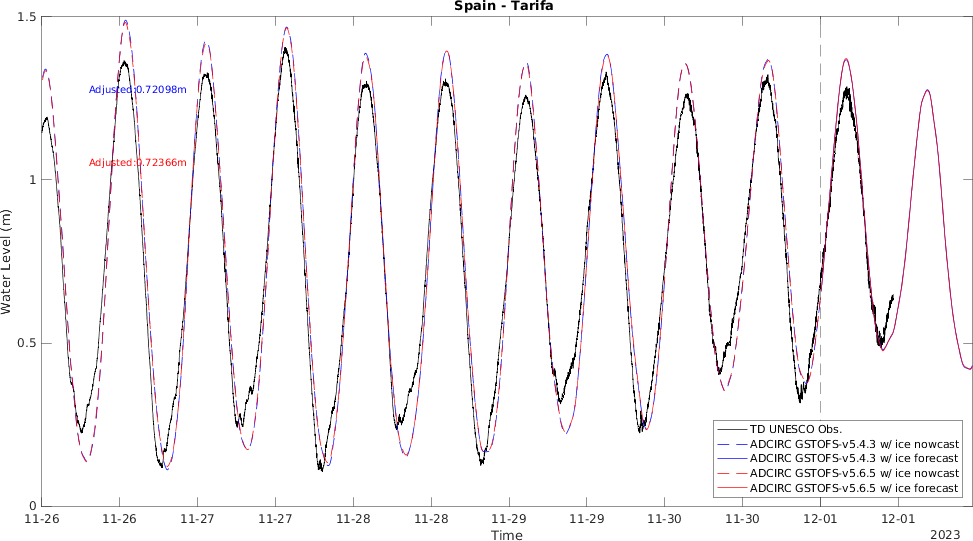 Spain - Tarifa
1.5
1
0.5
0
Water Level (m)
Adjusted:0.72098m
Adjusted:0.72366m
TD UNESCO Obs.
ADCIRC GSTOFS-v5.4.3 w/ ice nowcast
ADCIRC GSTOFS-v5.4.3 w/ ice forecast
ADCIRC GSTOFS-v5.6.5 w/ ice nowcast
ADCIRC GSTOFS-v5.6.5 w/ ice forecast
11-26 11-26 11-27 11-27 11-28 11-28 11-29 11-29 11-30 11-30 12-01 12-01
Time
2023